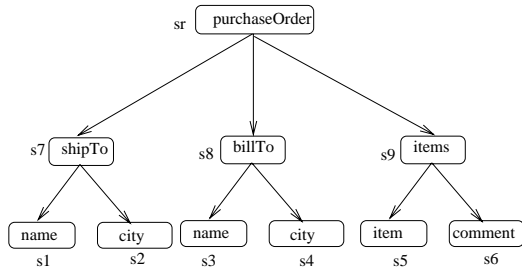 sr purchaseOrder
s7 shipTo s8 billTo s9 items
name city name city item comment
s1 s2 s3 s4 s5 s6